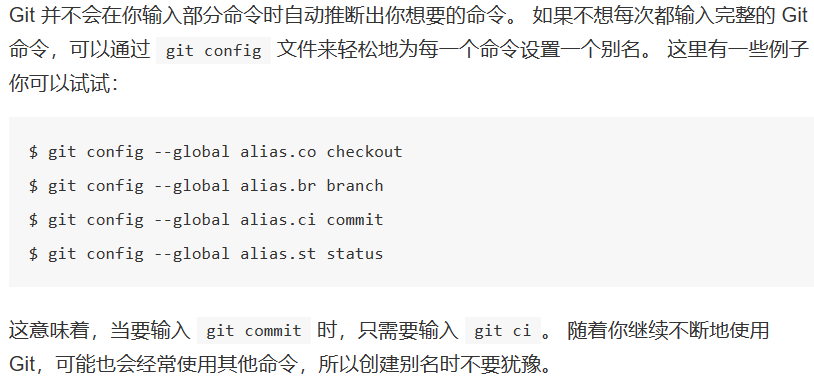 Git 并不会在你输入部分命令时自动推断出你想要的命令。 如果不想每次都输入完整的 Git
命令，可以通过 git config 文件来轻松地为每一个命令设置一个别名。 这里有一些例子
你可以试试：
$ git config --global alias.co checkout
$ git config --global alias.br branch
$ git config --global alias.ci commit
$ git config --global alias.st status
这意味着，当要输入 git commit 时，只需要输入 git ci 。 随着你继续不断地使用
Git，可能也会经常使用其他命令，所以创建别名时不要犹豫。